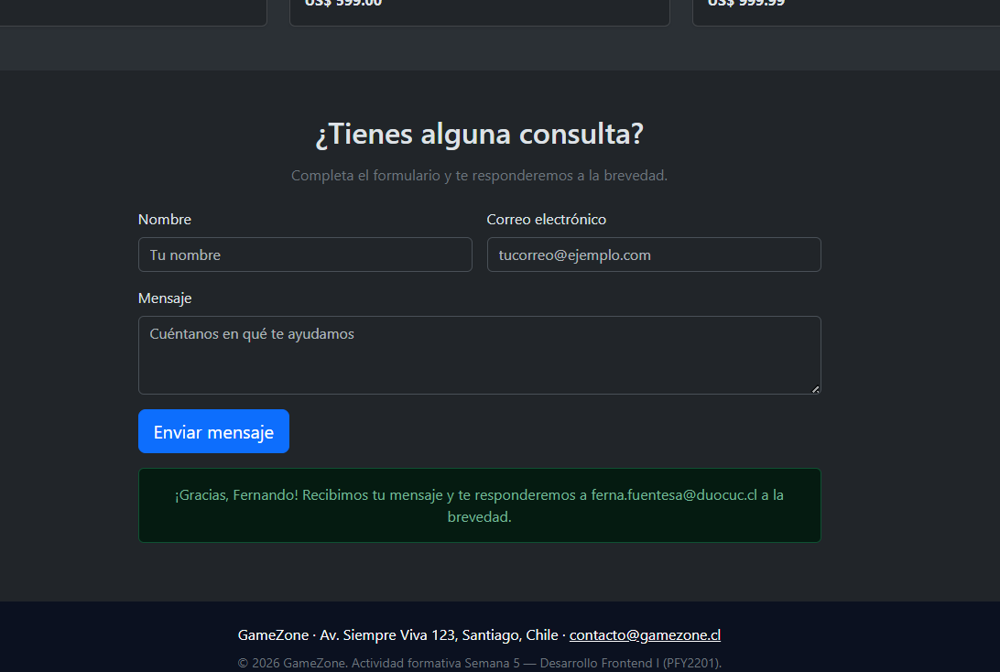 US$ 599.00
US$ 999.99
¿Tienes alguna consulta?
Completa el formulario y te responderemos a la brevedad.
Nombre
Correo electrónico
Tu nombre
tucorreo@ejemplo.com
Mensaje
Cuéntanos en qué te ayudamos
Enviar mensaje
¡Gracias, Fernando! Recibimos tu mensaje y te responderemos a ferna.fuentesa@duocuc.cl a la
brevedad.
GameZone · Av. Siempre Viva 123, Santiago, Chile · contacto@gamezone.cl
© 2026 GameZone. Actividad formativa Semana 5 — Desarrollo Frontend I (PFY2201).